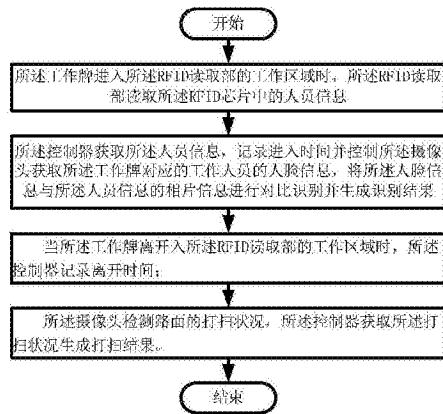 开始
所述工作牌进入所述RFID读取部的工作区域时，所述RFID读取
部读取所述RFID芯片中的人员信息
所述控制器获取所述人员信息，记录进入时间并控制所述摄像
头获取所述工作牌对应的工作人员的人脸信息，将所述人脸信
息与所述人员信息的相片信息进行对比识别并生成识别结果
当所述工作牌离开入所述RFID读取部的工作区域时，所述
控制器记录离开时间；
所述摄像头检测路面的打扫状况，所述控制器获取所述打
扫状况生成打扫结果。
结束